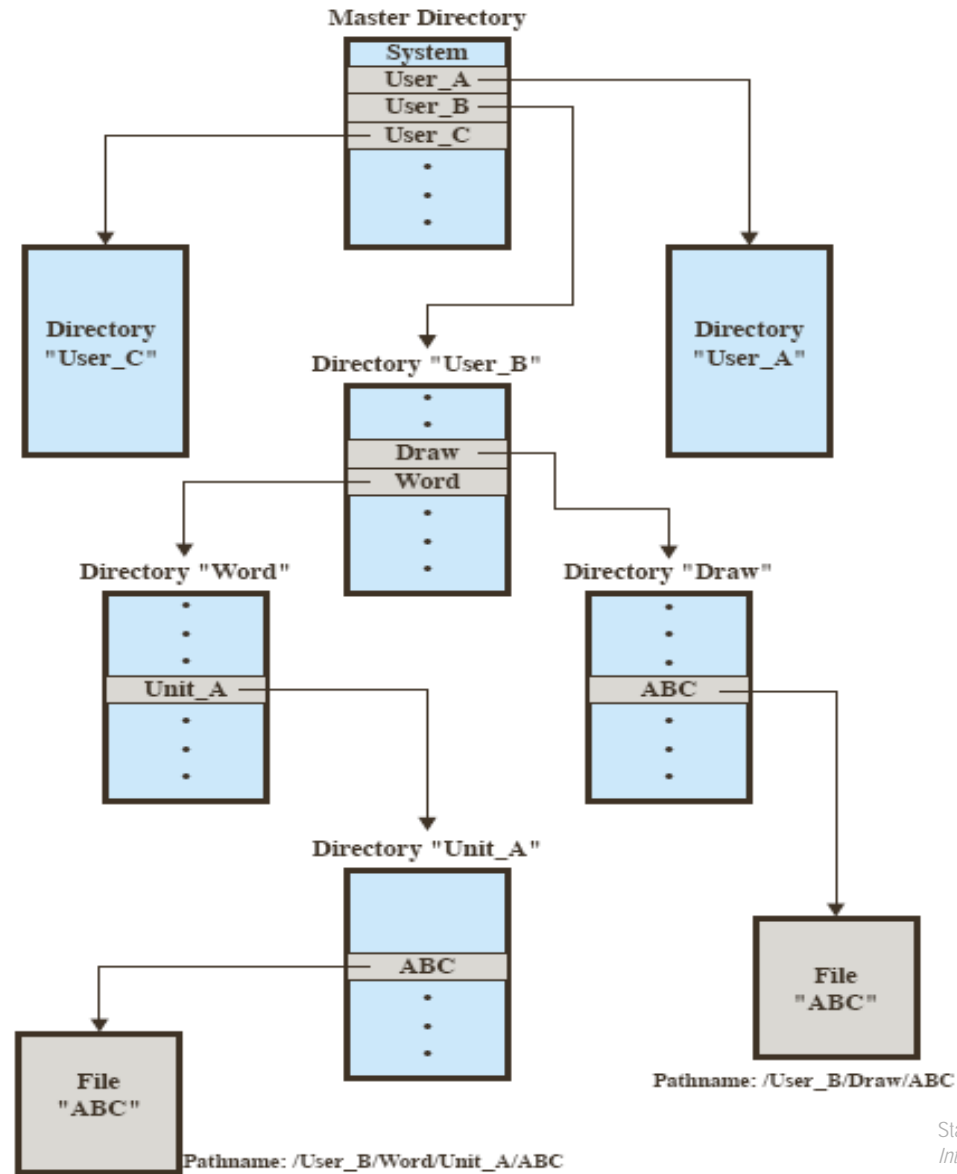 Master Directory
System
User_A
User_B
User_C
Directory
"User_C"
Directory
"User_A"
Directory "User_B"
Draw
Word
Directory "Word"
Directory "Draw"
Unit_A
ABC
Directory "Unit_A"
ABC
File
"ABC"
Pathname: /User_B/Draw/ABC
File
"ABC"
Pathname: /User_B/Word/Unit_A/ABC